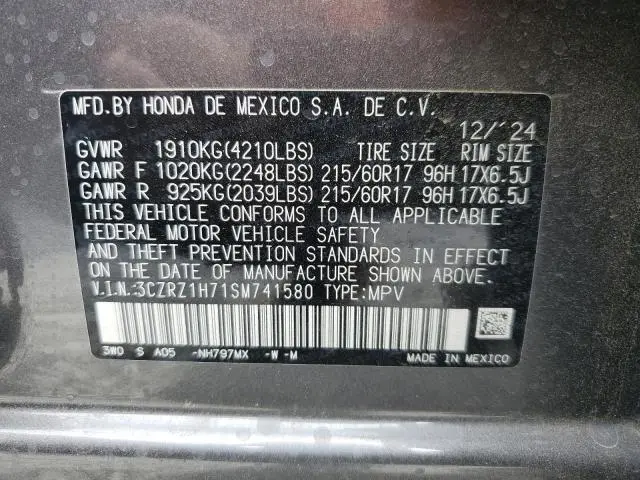 MFD.BY HONDA DE MEXICO S.A. DE C.V.
12/'24
GVWR 1910KG(4210LBS) TIRE SIZE RIM SIZE
GAWR F 1020KG(2248LBS) 215/60R17 96H 17X6.5J
GAWR R 925KG(2039LBS) 215/60R17 96H 17X6.5J
THIS VEHICLE CONFORMS TO ALL APPLICABLE
FEDERAL MOTOR VEHICLE SAFETY
AND THEFT PREVENTION STANDARDS IN EFFECT
ON THE DATE OF MANUFACTURE SHOWN ABOVE.
V.I.N.:3CZRZ1H71SM741580 TYPE:MPV
3W0 S A05 -NH797MX -W -M
MADE IN MEXICO